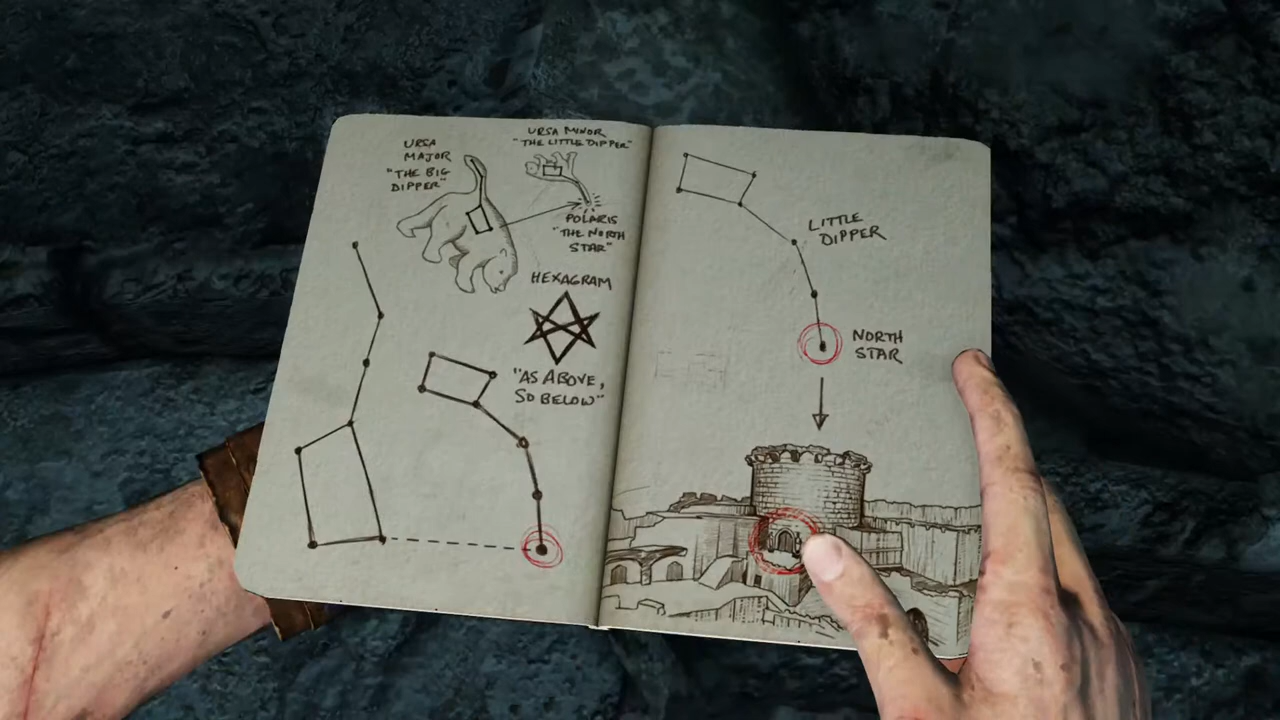 URSA
MAJOR
"THE BIG
DIPPER"
URSA MINOR
"THE LITTLE DIPPER"
POLARIS
"THE NORTH
STAR"
HEXAGRAM
"AS ABOVE,
SO BELOW"
LITTLE
DIPPER
NORTH
STAR